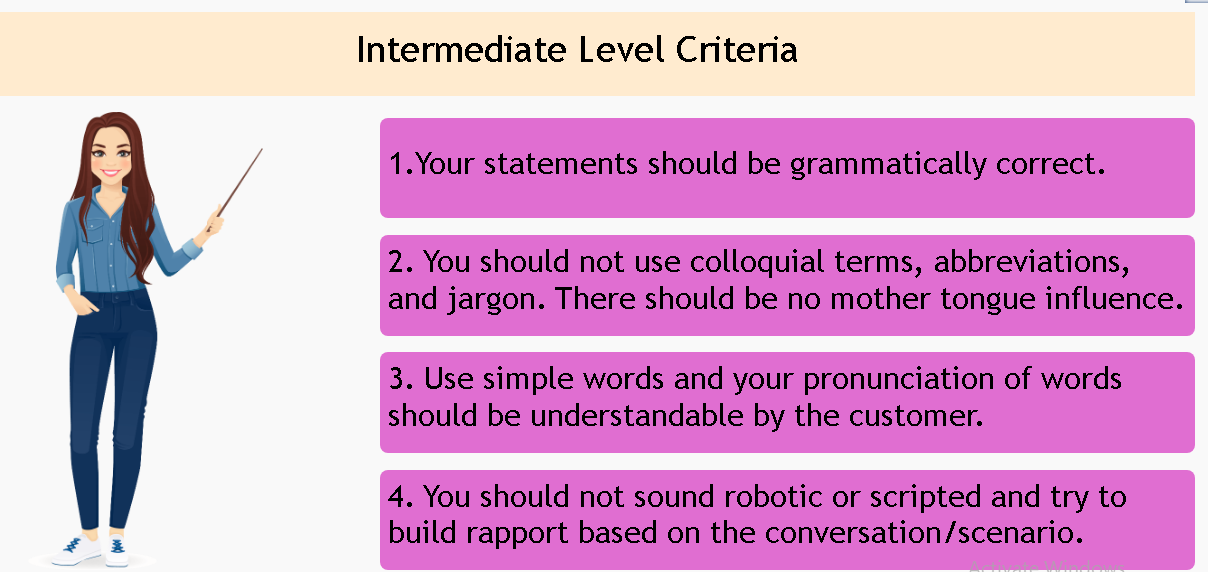 Intermediate Level Criteria
1.Your statements should be grammatically correct.
2. You should not use colloquial terms, abbreviations,
and jargon. There should be no mother tongue influence.
3. Use simple words and your pronunciation of words
should be understandable by the customer.
4. You should not sound robotic or scripted and try to
build rapport based on the conversation/scenario.
Activate Windows